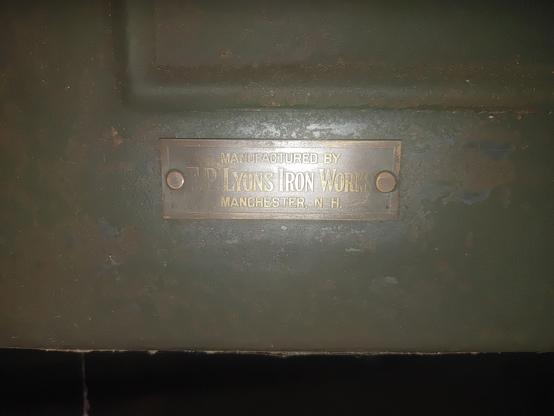 MANUFACTURED BY
LYONS IRON WORKS
MANCHESTER, N. H.